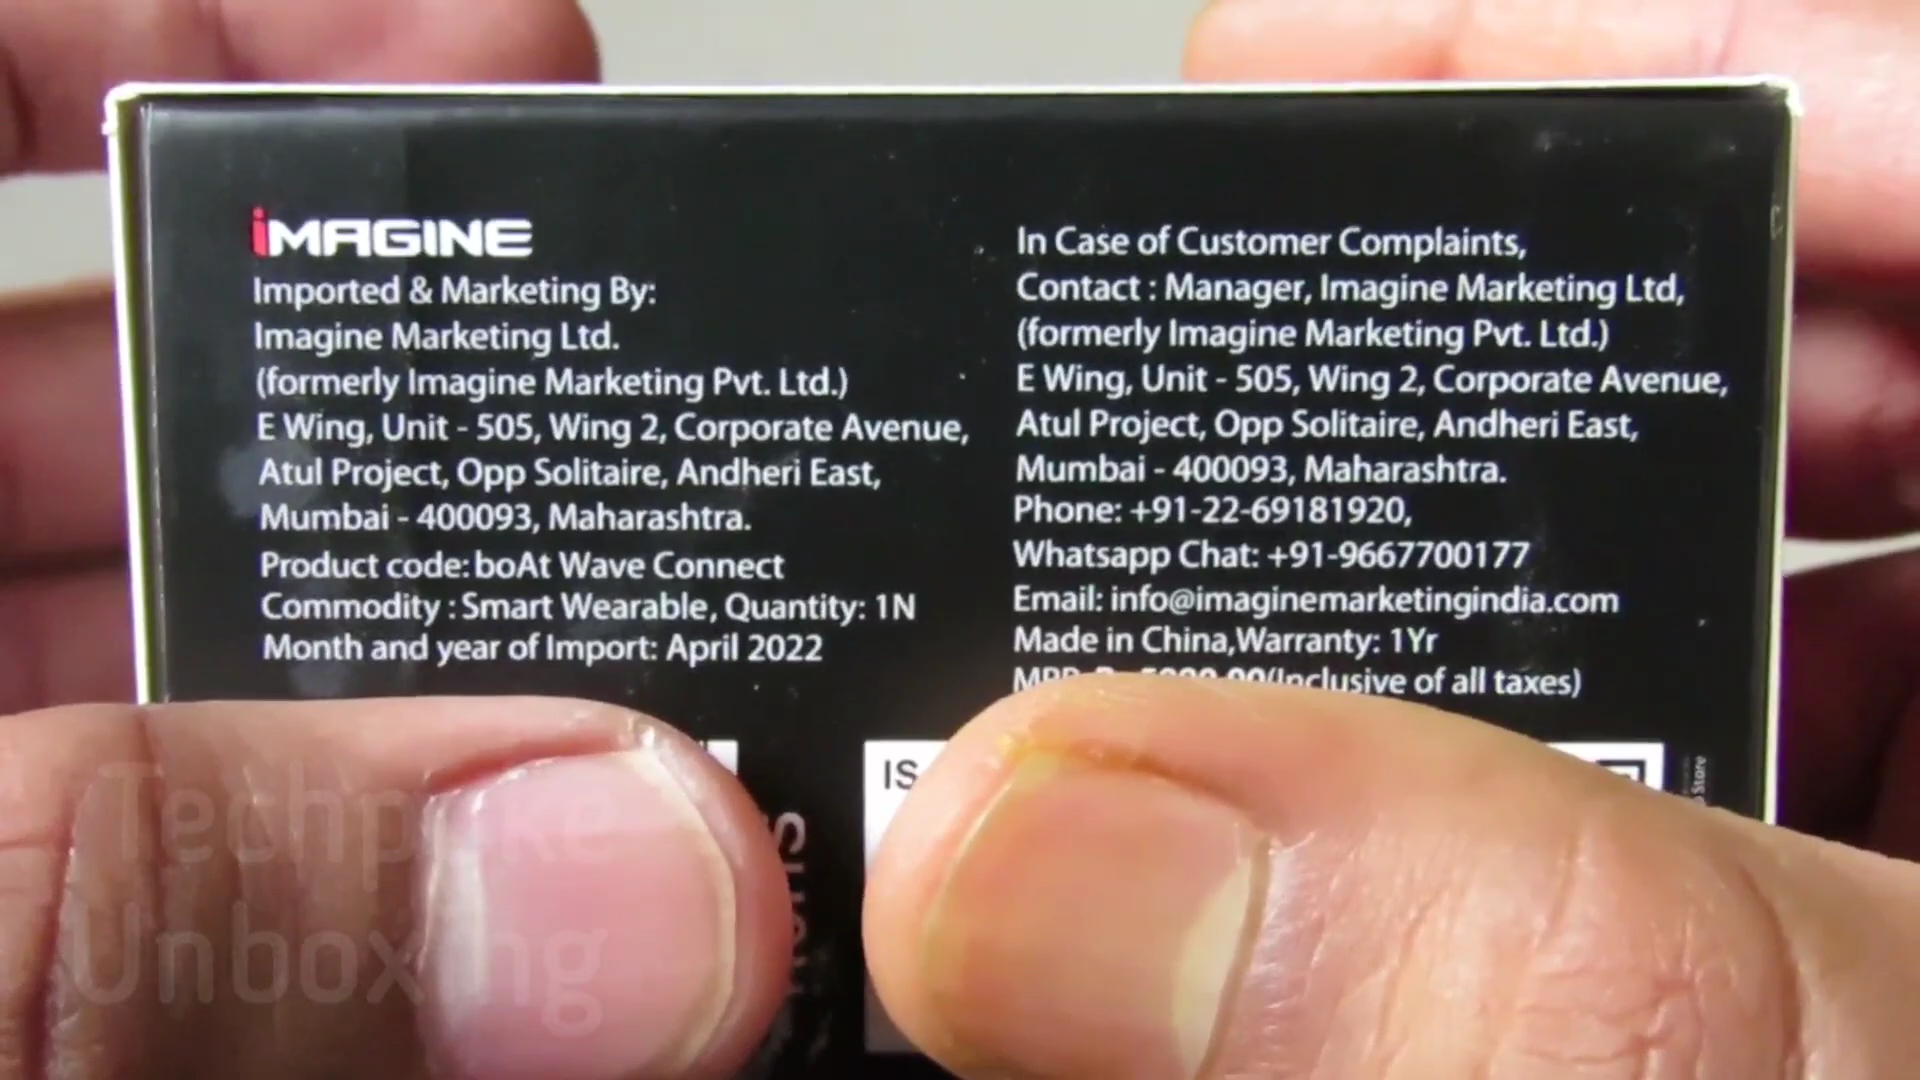 iMAGINE
Imported & Marketing By:
Imagine Marketing Ltd.
(formerly Imagine Marketing Pvt. Ltd.)
E Wing, Unit - 505, Wing 2, Corporate Avenue,
Atul Project, Opp Solitaire, Andheri East,
Mumbai - 400093, Maharashtra.
Product code: boAt Wave Connect
Commodity : Smart Wearable, Quantity: 1N
Month and year of Import: April 2022
In Case of Customer Complaints,
Contact : Manager, Imagine Marketing Ltd,
(formerly Imagine Marketing Pvt. Ltd.)
E Wing, Unit - 505, Wing 2, Corporate Avenue,
Atul Project, Opp Solitaire, Andheri East,
Mumbai - 400093, Maharashtra.
Phone: +91-22-69181920,
Whatsapp Chat: +91-9667700177
Email: info@imaginemarketingindia.com
Made in China,Warranty: 1Yr
MRP (Inclusive of all taxes)
IS
Store
Unboxing